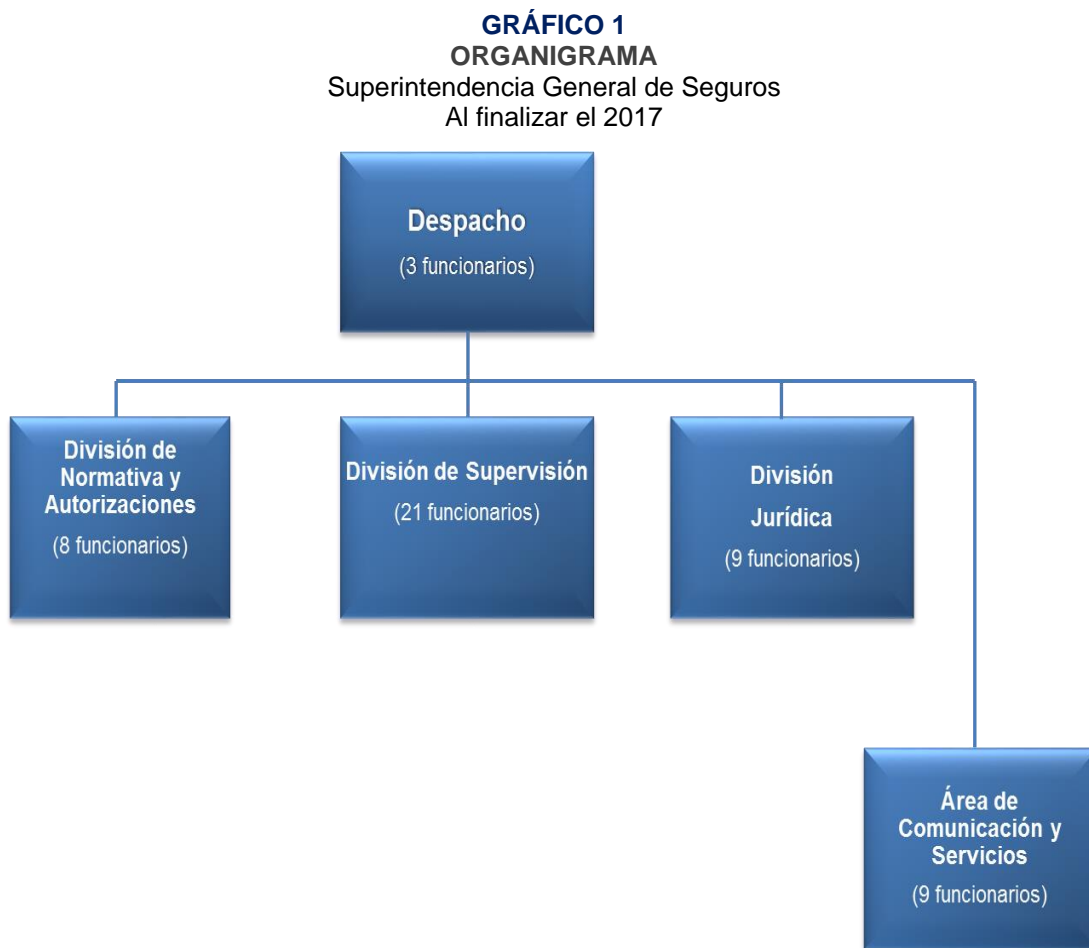 GRÁFICO 1
ORGANIGRAMA
Superintendencia General de Seguros
Al finalizar el 2017
Despacho
(3 funcionarios)
División de
Normativa y
Autorizaciones
(8 funcionarios)
División de Supervisión
(21 funcionarios)
División
Jurídica
(9 funcionarios)
Área de
Comunicación y
Servicios
(9 funcionarios)